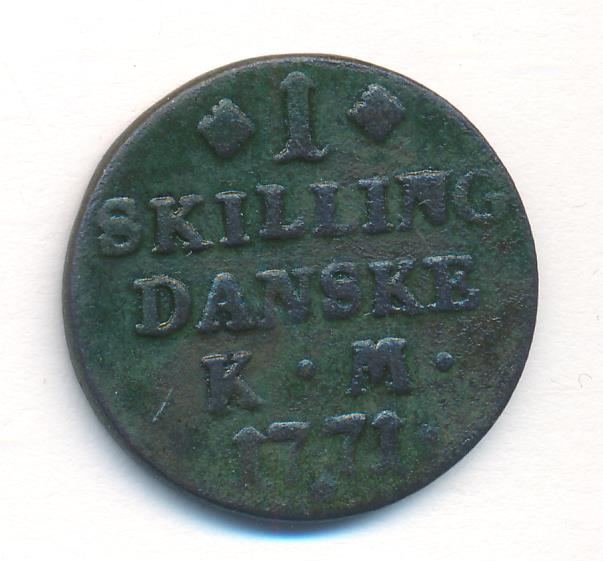 1
SKILLING
DANSKE
K · M ·
1771·